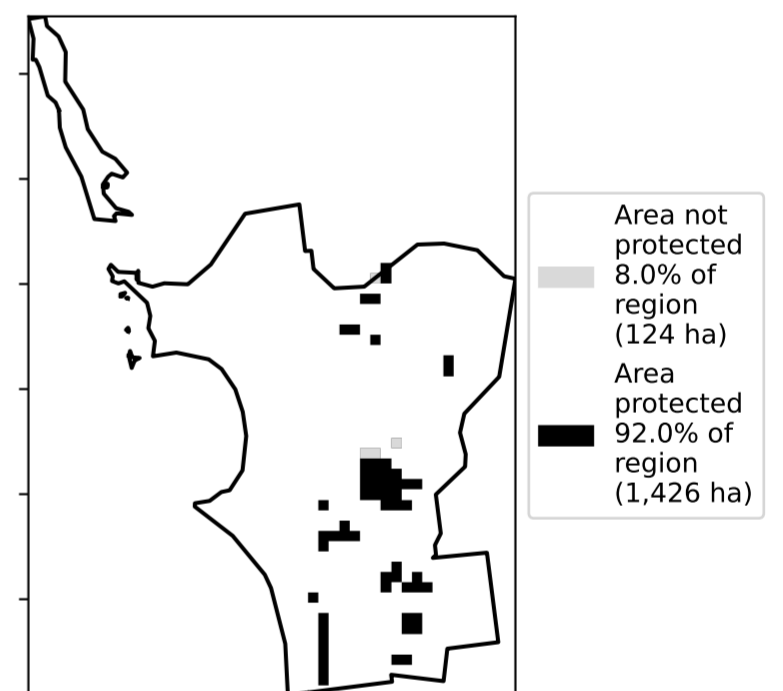 Area not
protected
8.0% of
region
(124 ha)
Area
protected
92.0% of
region
(1,426 ha)